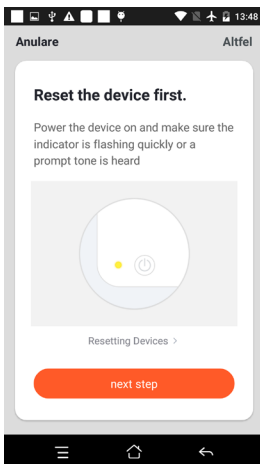 13:48
Anulare
Altfel
Reset the device first.
Power the device on and make sure the
indicator is flashing quickly or a
prompt tone is heard
Resetting Devices >
next step